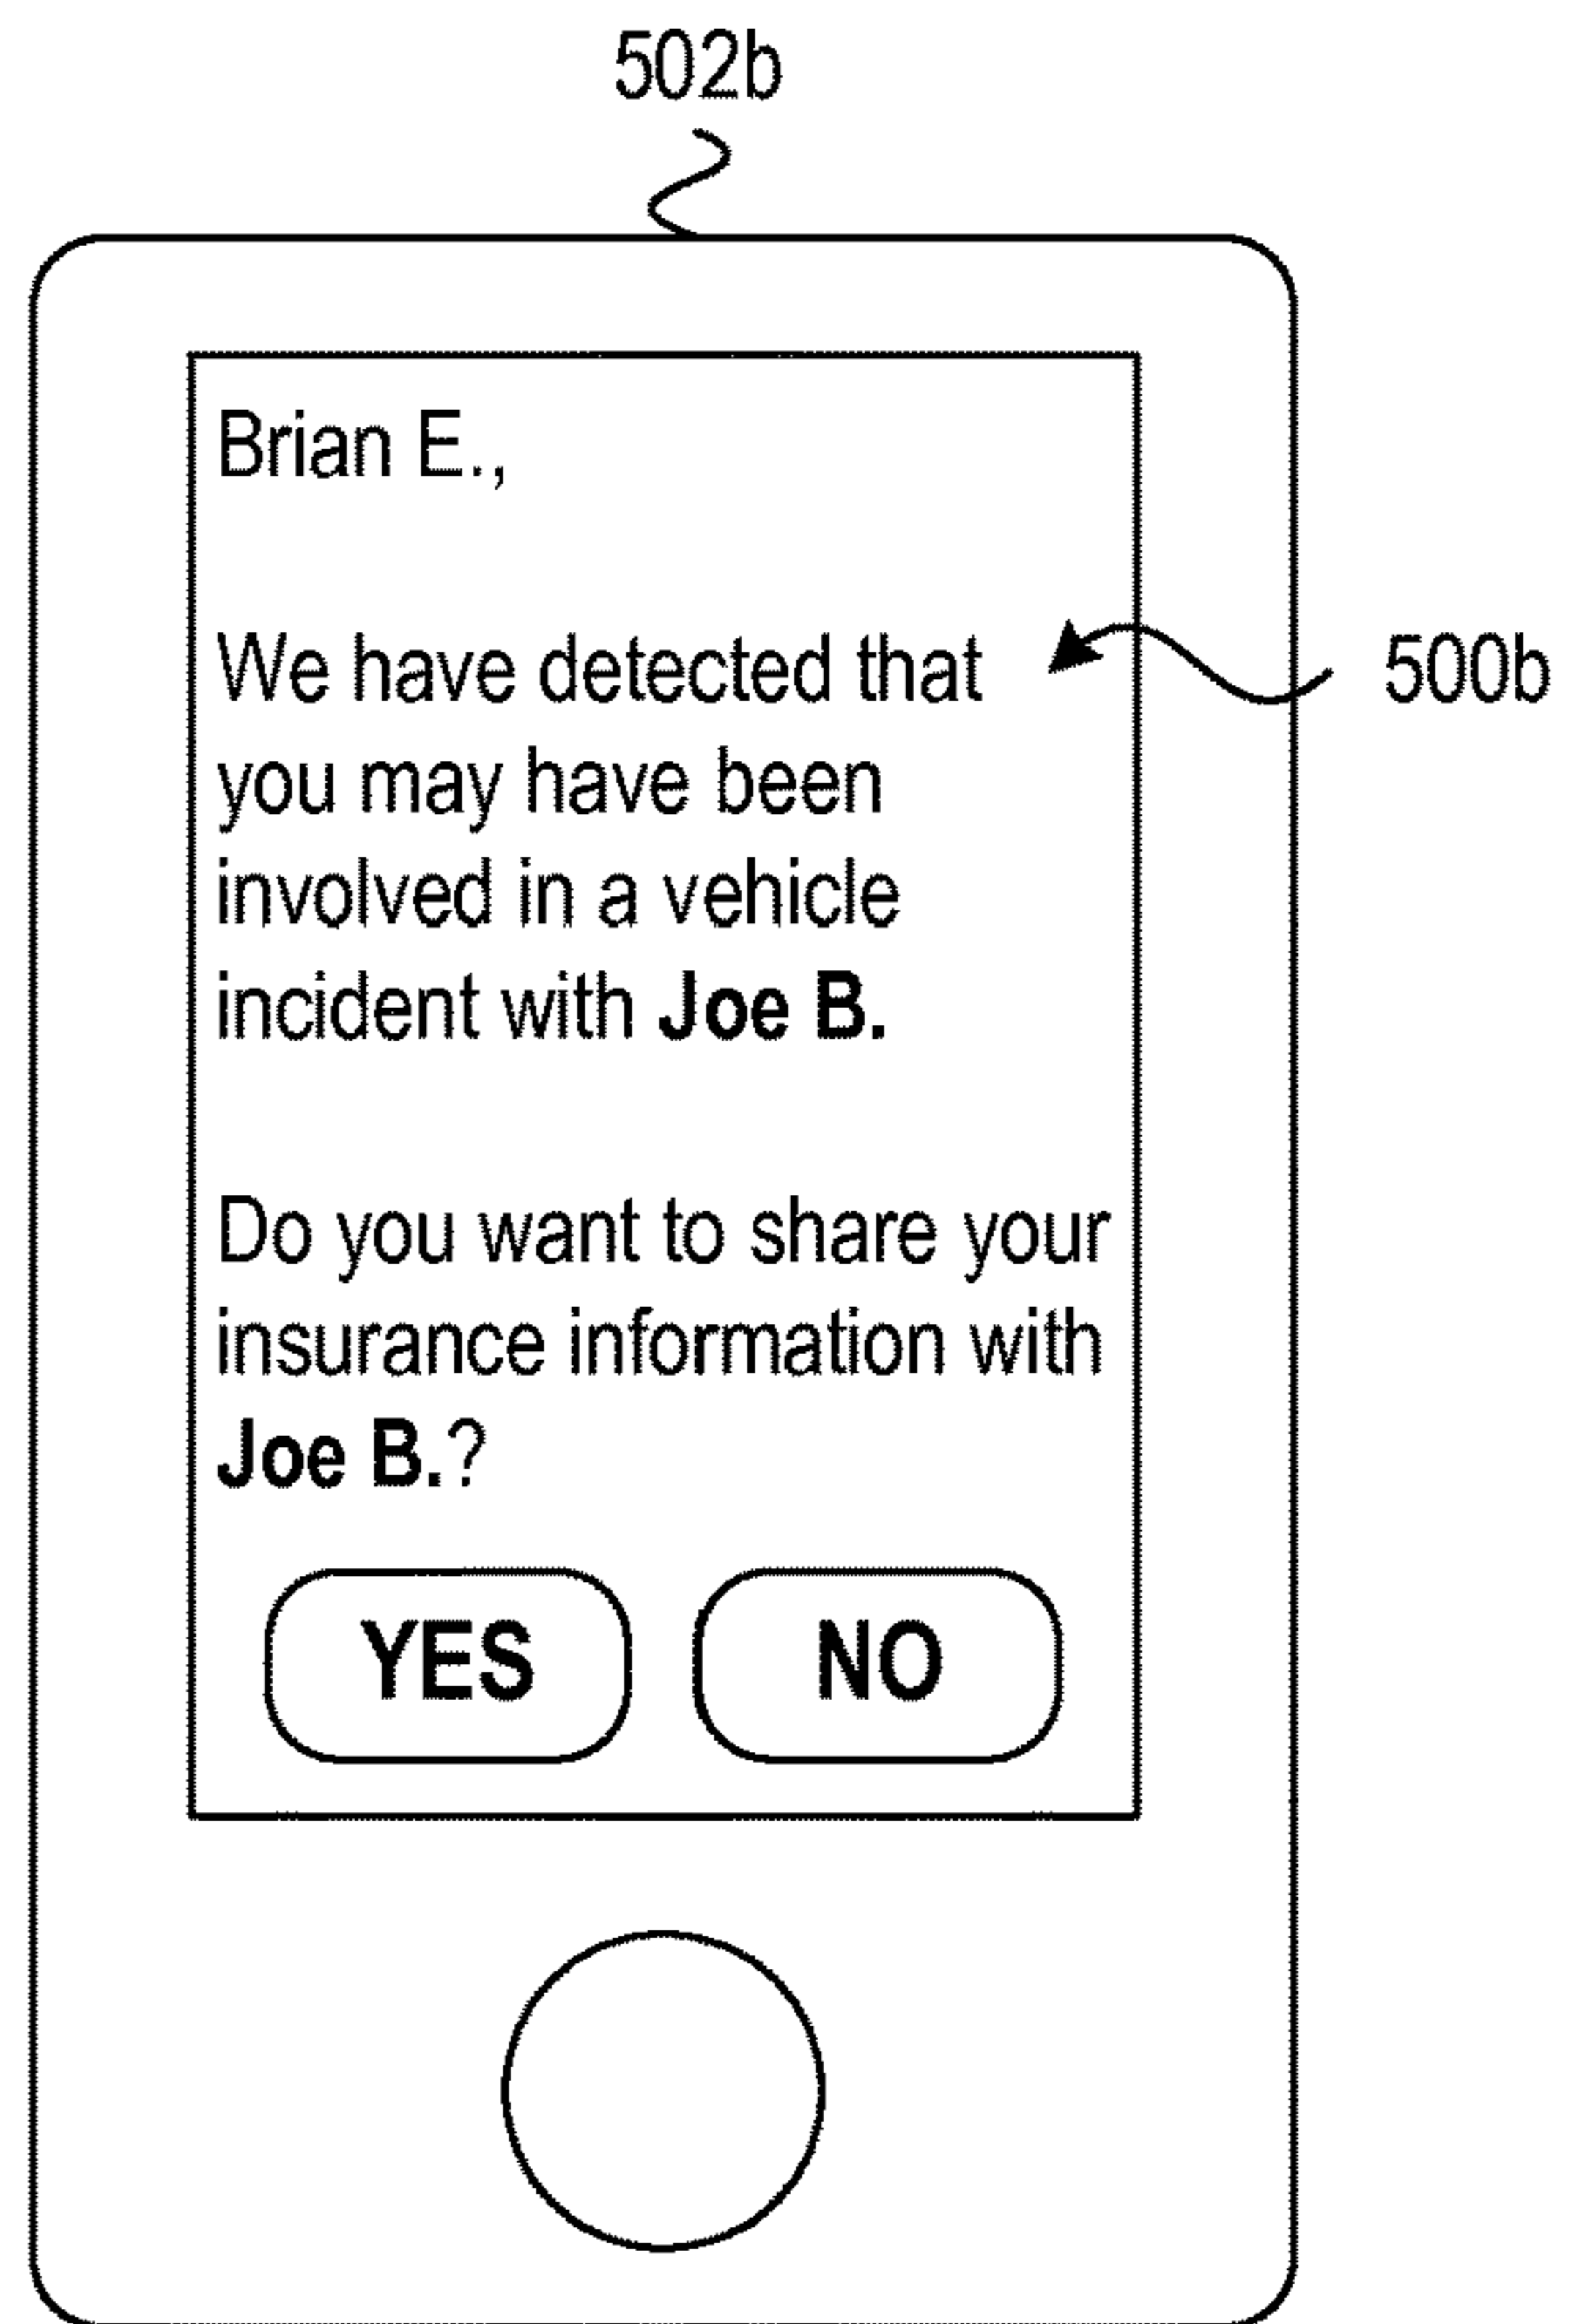 502b
Brian E.,
We have detected that
500b
you may have been
involved in a vehicle
incident with Joe B.
Do you want to share your
insurance information with
Joe B.?
YES
NO